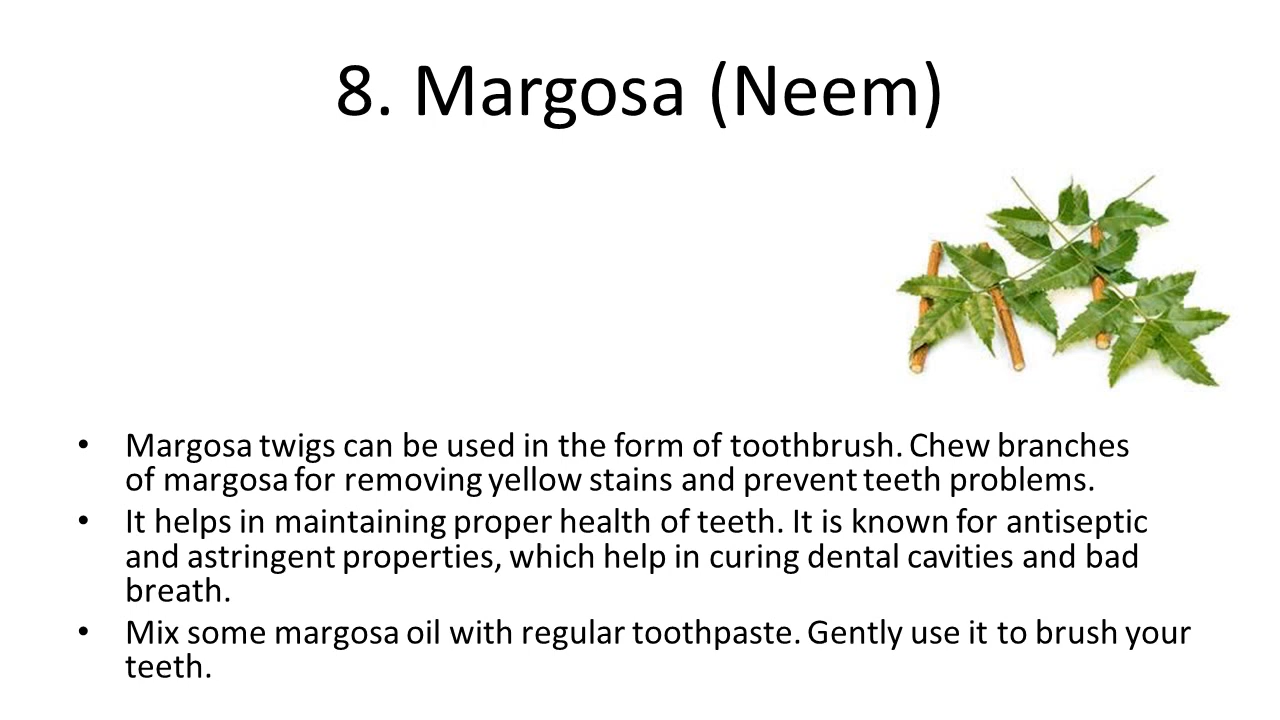 8. Margosa (Neem)
• Margosa twigs can be used in the form of toothbrush. Chew branches
of margosa for removing yellow stains and prevent teeth problems.
• It helps in maintaining proper health of teeth. It is known for antiseptic
and astringent properties, which help in curing dental cavities and bad
breath.
• Mix some margosa oil with regular toothpaste. Gently use it to brush your
teeth.